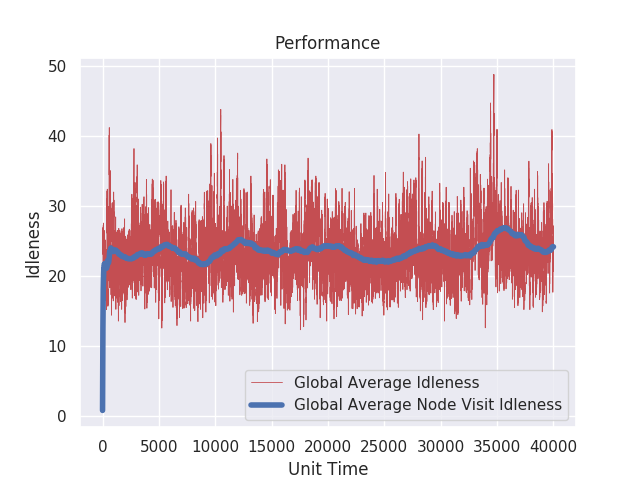 Performance
50
40
30
20
10
0
Idleness
Global Average Idleness
Global Average Node Visit Idleness
0 5000 10000 15000 20000 25000 30000 35000 40000
Unit Time